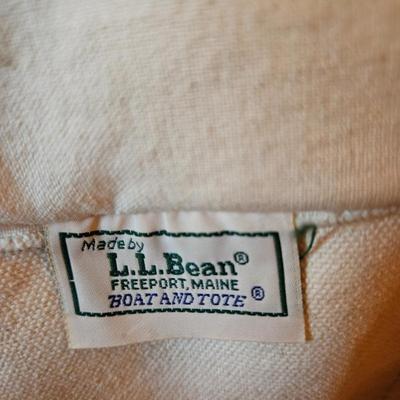 Made by
L.L.Bean®
FREEPORT, MAINE
BOAT AND TOTE ®